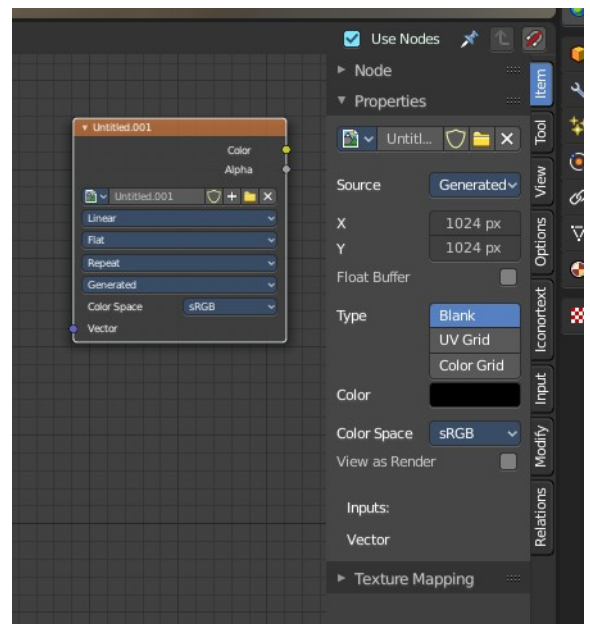 Use Nodes
Node
Properties
Untitl...
Source
Generated
X
1024 px
Y
1024 px
Float Buffer
Type
Blank
UV Grid
Color Grid
Color
Color Space
sRGB
View as Render
Inputs:
Vector
Texture Mapping
Item
Tool
View
Options
Iconortext
Input
Modify
Relations
Untitled.001
Color
Alpha
Untitled.001
Linear
Flat
Repeat
Generated
Color Space
sRGB
Vector